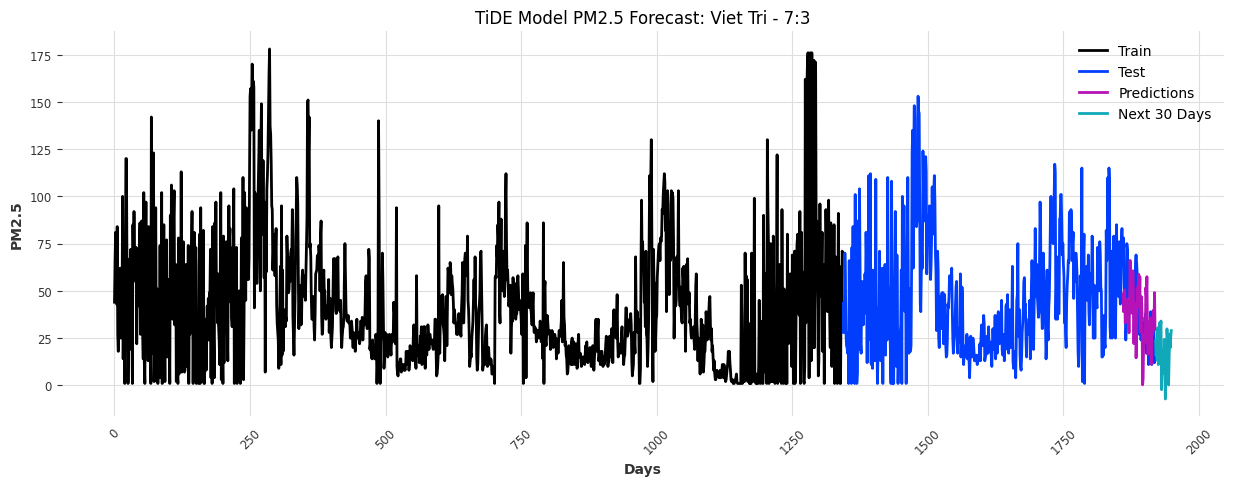 TiDE Model PM2.5 Forecast: Viet Tri - 7:3
Train
Test
Predictions
Next 30 Days
PM2.5
175
150
125
100
75
50
25
0
0
250
500
750
1000
1250
1500
1750
2000
Days